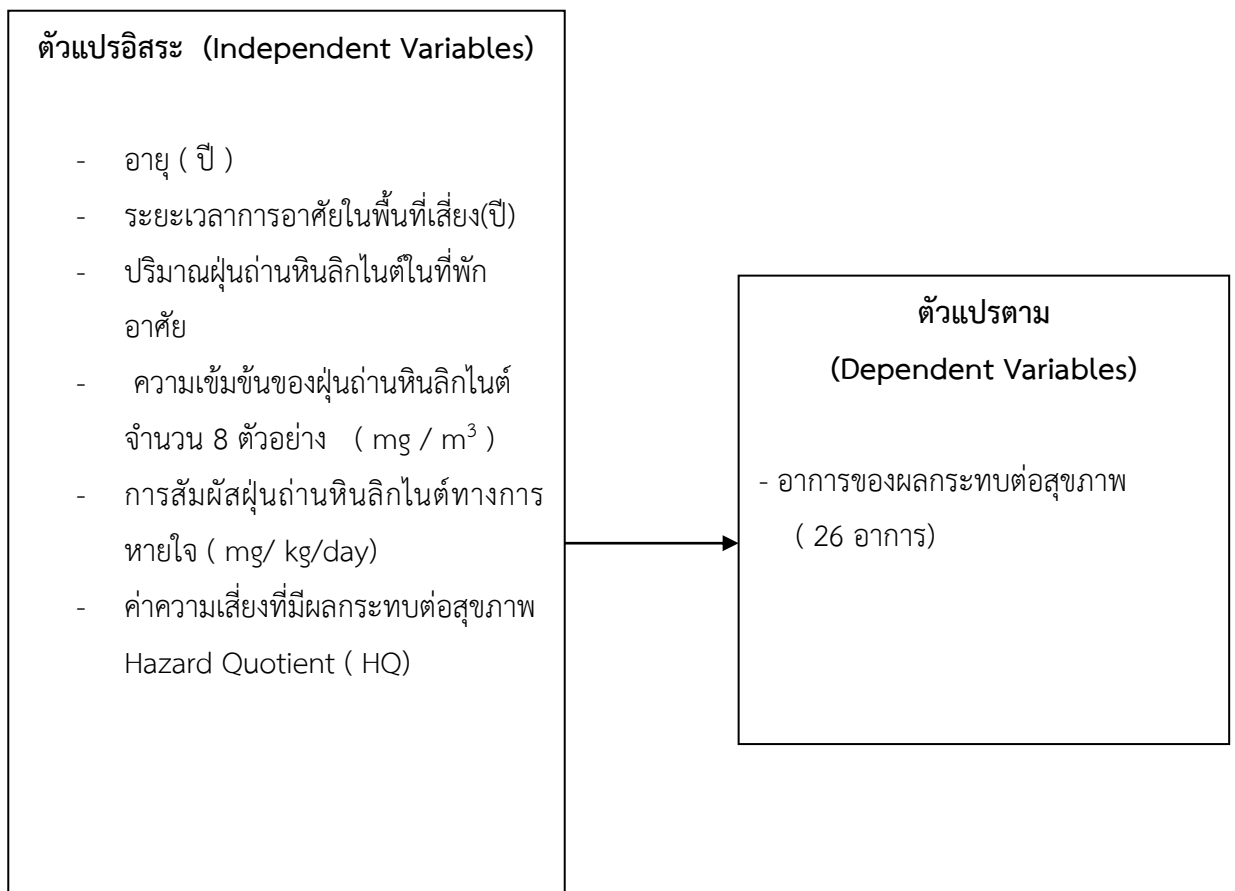 ตัวแปรอิสระ (Independent Variables)
- อายุ ( ปี )
- ระยะเวลาการอาศัยในพื้นที่เสี่ยง(ปี)
- ปริมาณฝุ่นถ่านหินลิกไนต์ในที่พัก
อาศัย
- ความเข้มข้นของฝุ่นถ่านหินลิกไนต์
จำนวน 8 ตัวอย่าง ( mg / m³ )
- การสัมผัสฝุ่นถ่านหินลิกไนต์ทางการ
หายใจ ( mg/ kg/day)
- ค่าความเสี่ยงที่มีผลกระทบต่อสุขภาพ
Hazard Quotient ( HQ)
ตัวแปรตาม
(Dependent Variables)
- อาการของผลกระทบต่อสุขภาพ
( 26 อาการ)